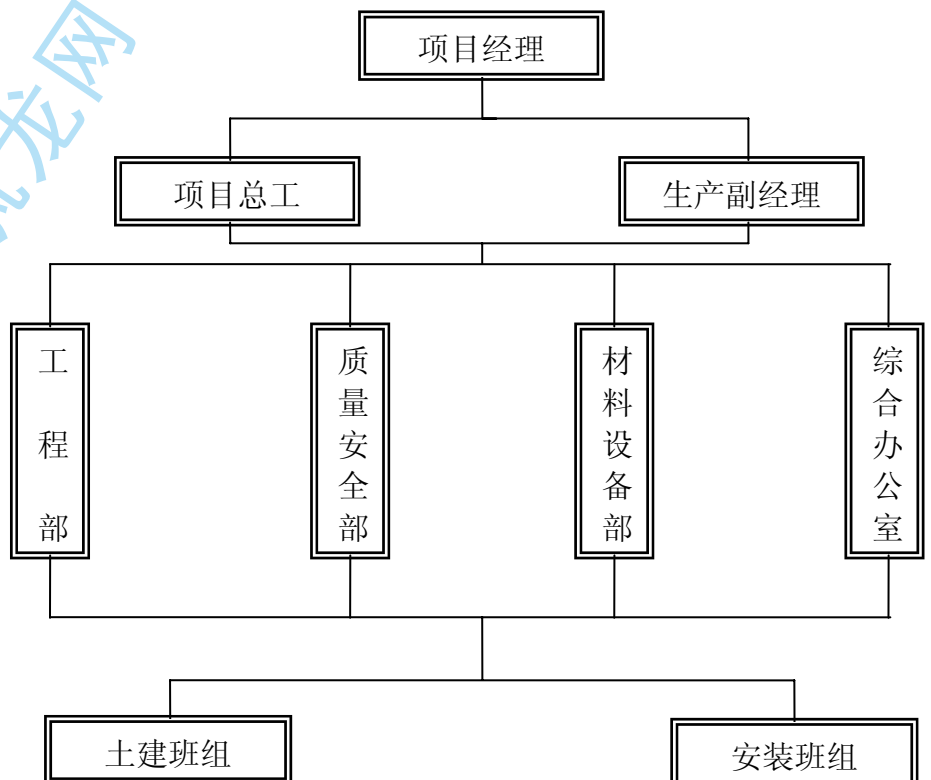 项目经理
项目总工
生产副经理
工程部
质量安全部
材料设备部
综合办公室
土建班组
安装班组
龙网